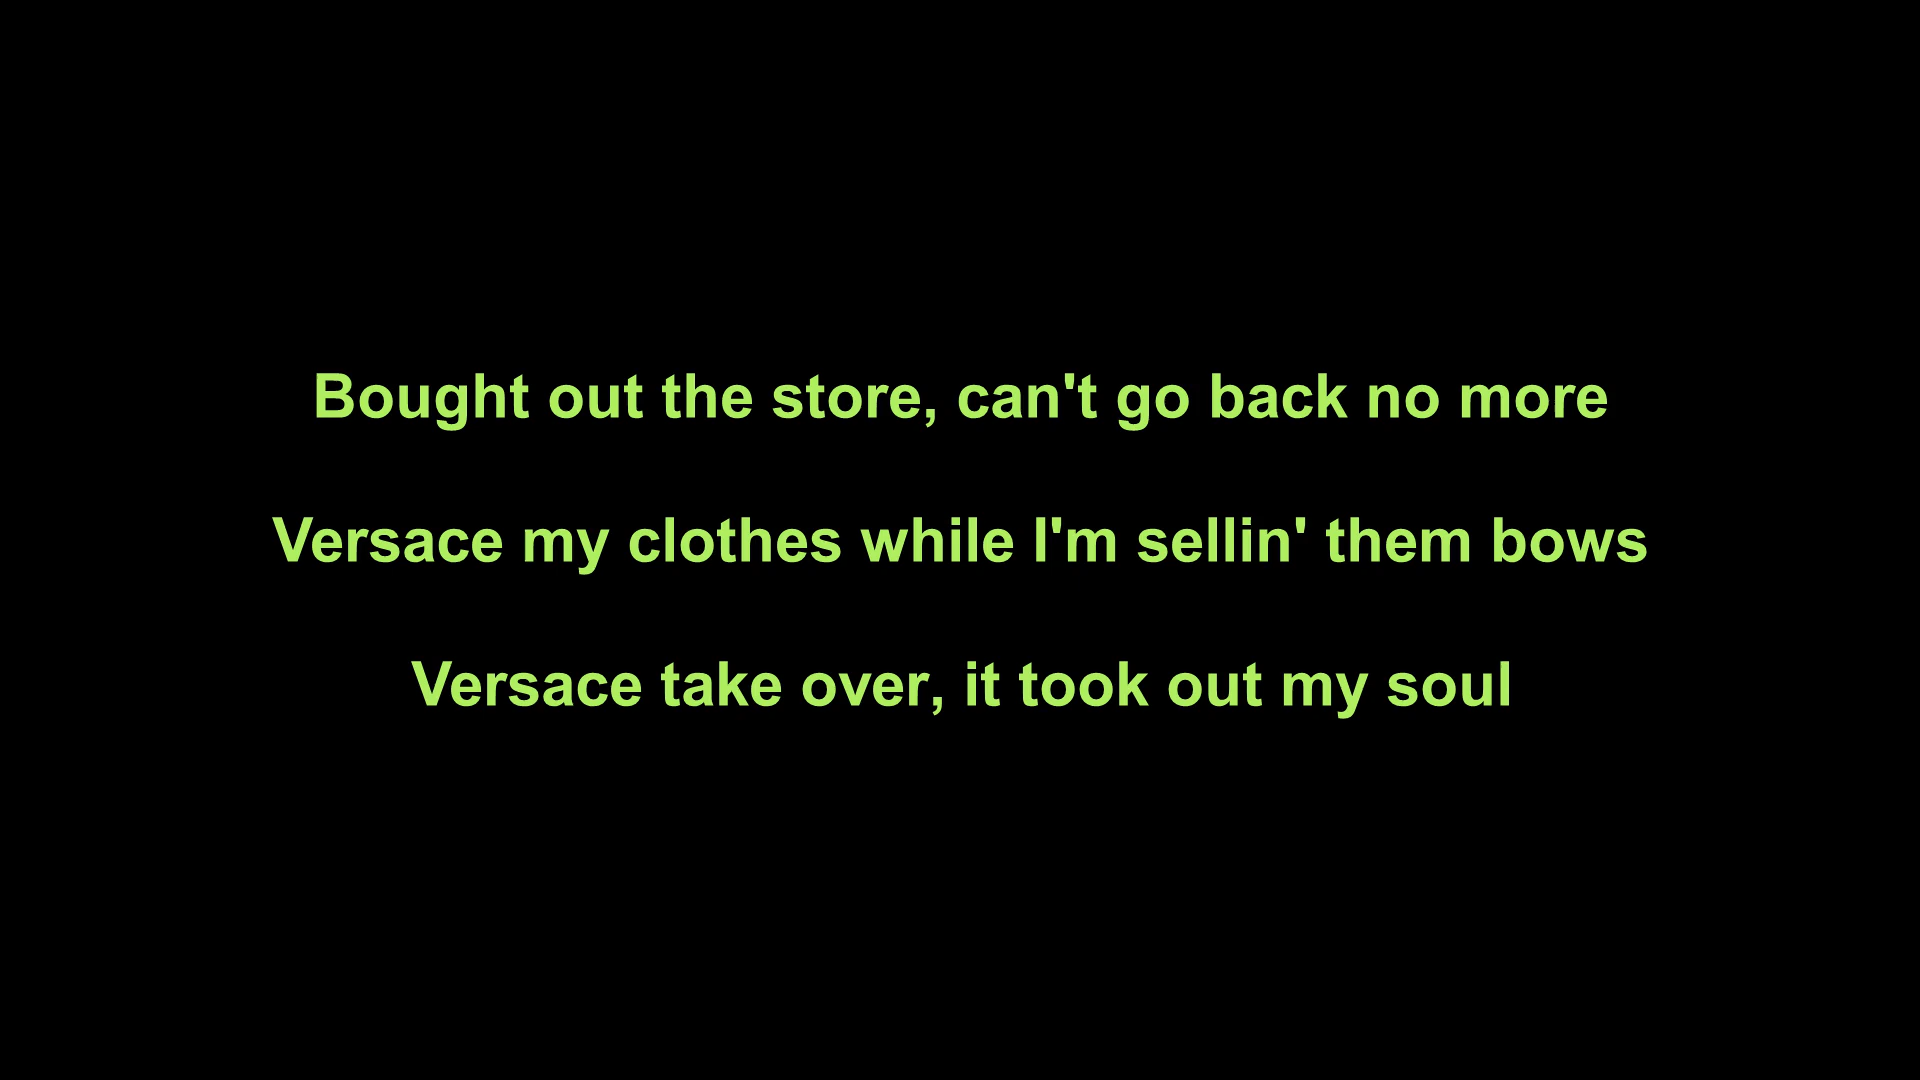 Bought out the store, can't go back no more
Versace my clothes while I'm sellin' them bows
Versace take over, it took out my soul